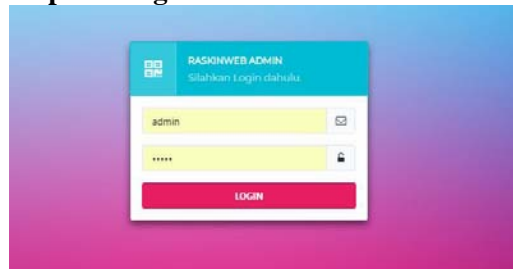 RASKINWEB ADMIN
Silahkan Login dahulu.
admin
•••••
LOGIN